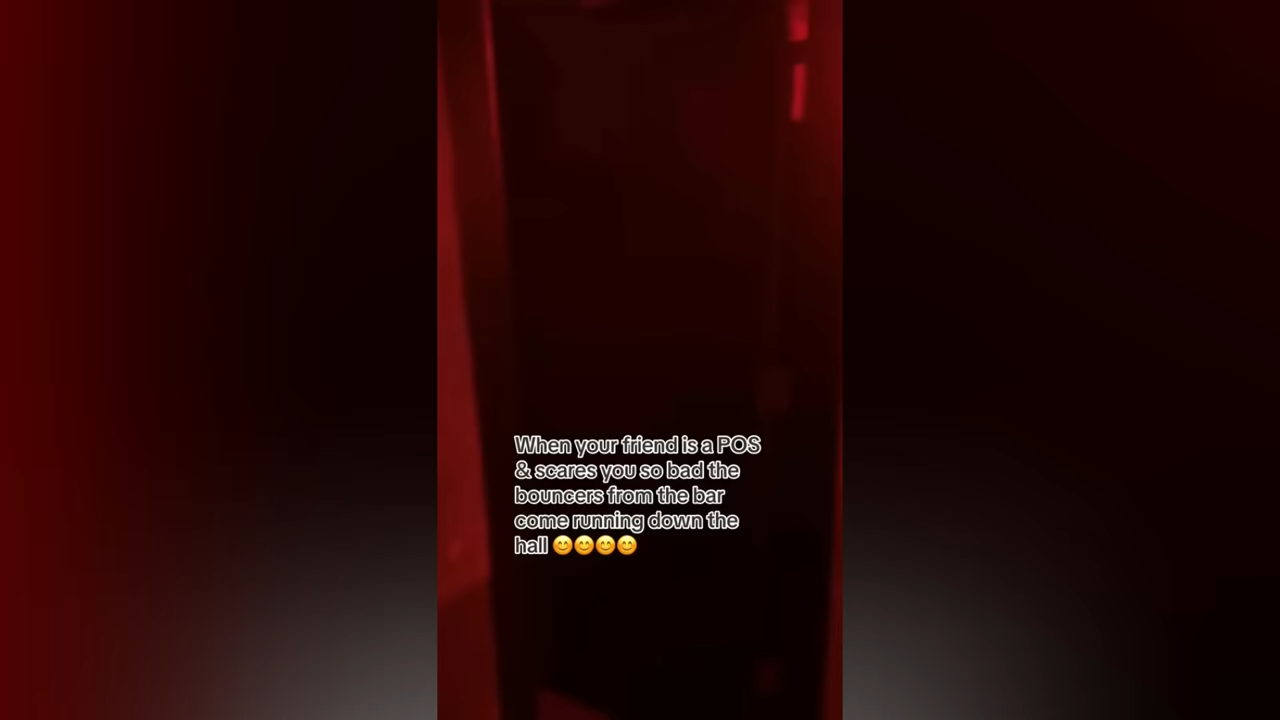 When your friend is a POS
& scares you so bad the
bouncers from the bar
come running down the
hall 😊😊😊😊